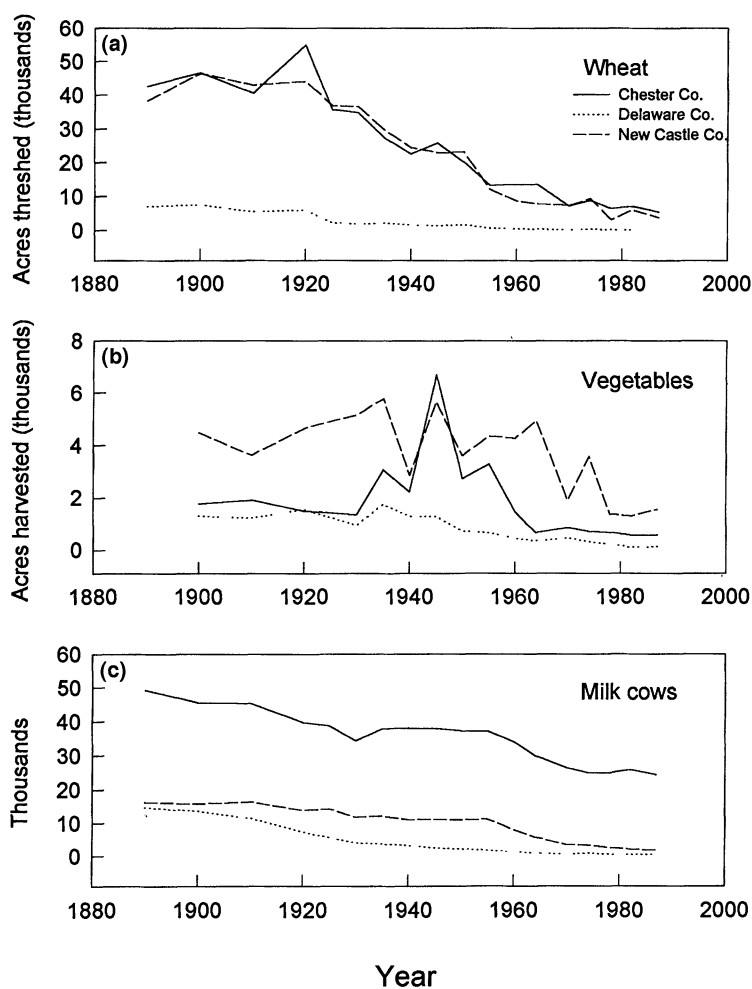 (a)
Wheat
Chester Co.
Delaware Co.
New Castle Co.
Acres threshed (thousands)
60
50
40
30
20
10
0
1880 1900 1920 1940 1960 1980 2000
(b)
Vegetables
Acres harvested (thousands)
8
6
4
2
0
1880 1900 1920 1940 1960 1980 2000
(c)
Milk cows
Thousands
60
50
40
30
20
10
0
1880 1900 1920 1940 1960 1980 2000
Year